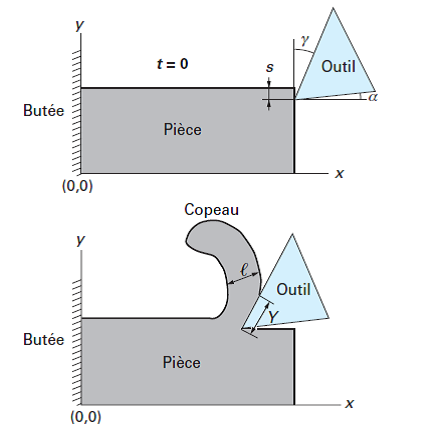 y
t = 0
s
γ
Outil
α
Butée
Pièce
x
(0,0)
Copeau
y
ℓ
Outil
Y
Butée
Pièce
x
(0,0)